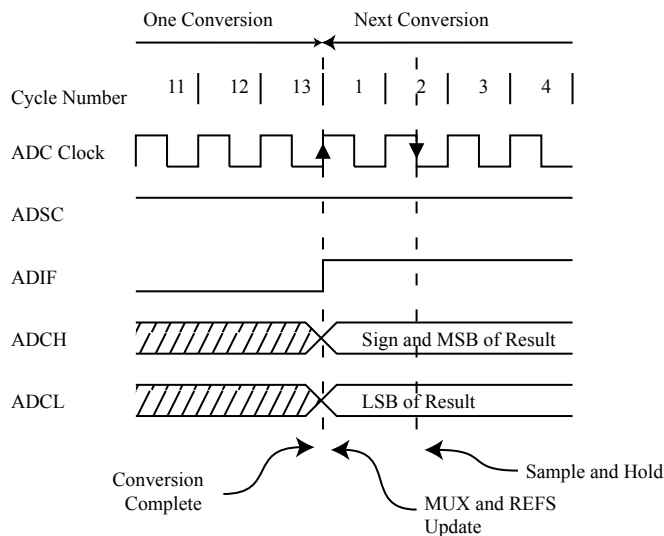 One Conversion Next Conversion
Cycle Number 11 12 13 1 2 3 4
ADC Clock
ADSC
ADIF
ADCH Sign and MSB of Result
ADCL LSB of Result
Conversion
Complete
MUX and REFS
Update
Sample and Hold